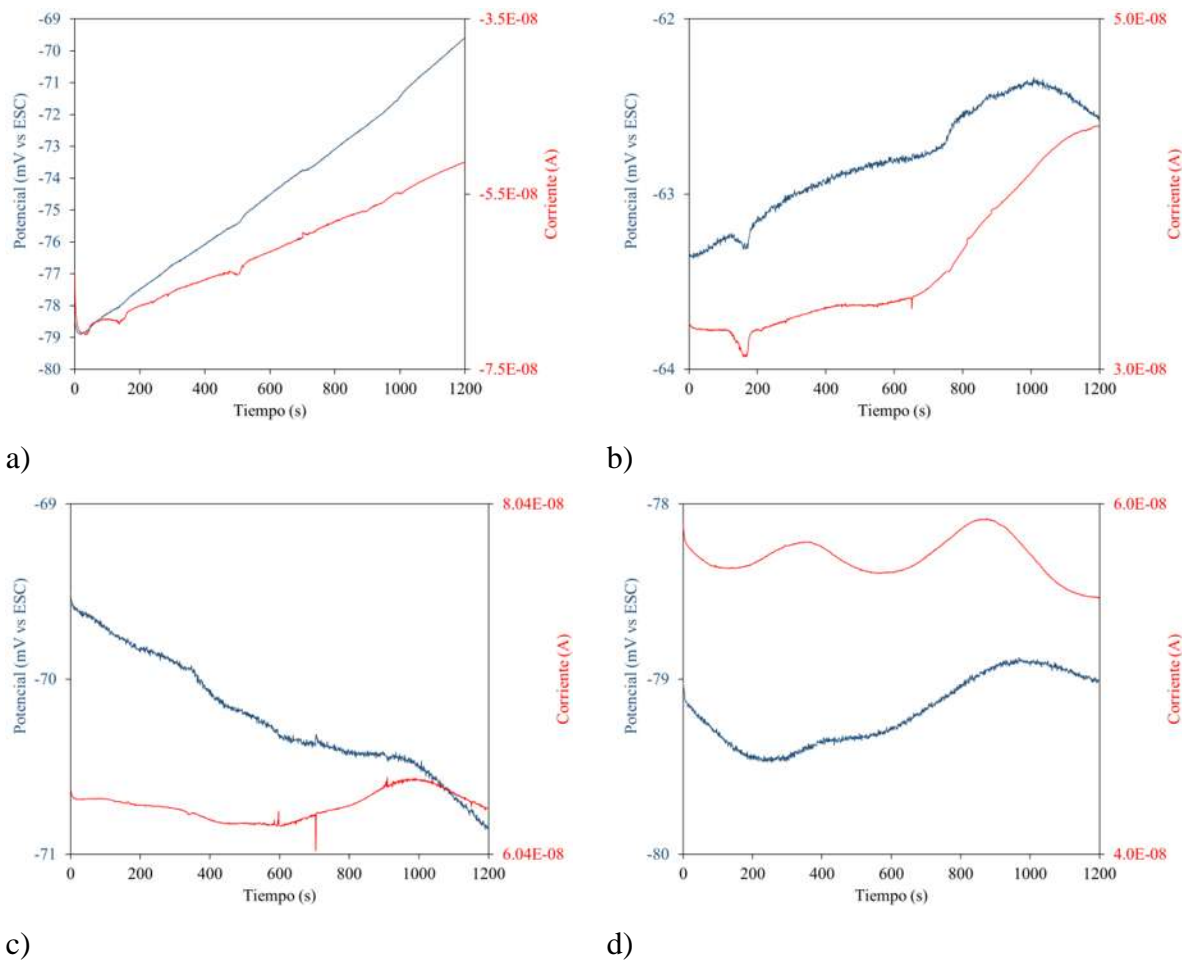 -69
-70
-71
-72
-73
-74
-75
-76
-77
-78
-79
-80
Potencial (mV vs ESC)
-3.5E-08
-5.5E-08
-7.5E-08
Corriente (A)
0 200 400 600 800 1000 1200
Tiempo (s)
a)
-62
-63
-64
Potencial (mV vs ESC)
5.0E-08
3.0E-08
Corriente (A)
0 200 400 600 800 1000 1200
Tiempo (s)
b)
-69
-70
-71
Potencial (mV vs ESC)
8.04E-08
6.04E-08
Corriente (A)
0 200 400 600 800 1000 1200
Tiempo (s)
c)
-78
-79
-80
Potencial (mV vs ESC)
6.0E-08
4.0E-08
Corriente (A)
0 200 400 600 800 1000 1200
Tiempo (s)
d)